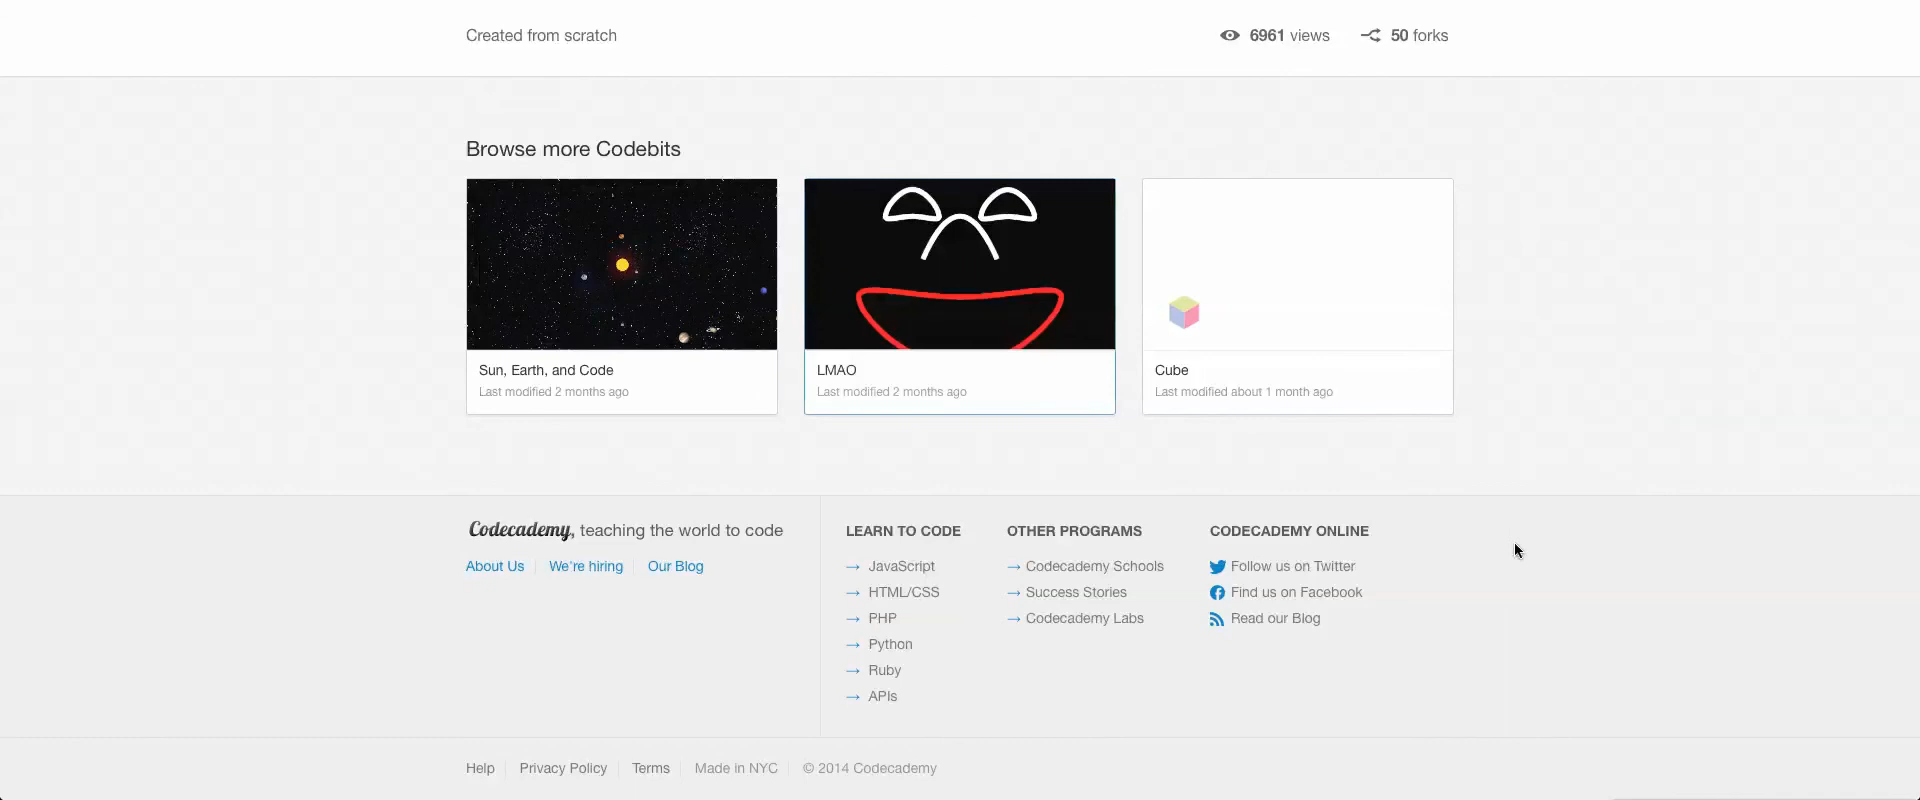 Created from scratch
6961 views
50 forks
Browse more Codebits
Sun, Earth, and Code
Last modified 2 months ago
LMAO
Last modified 2 months ago
Cube
Last modified about 1 month ago
Codecademy, teaching the world to code
About Us
We're hiring
Our Blog
LEARN TO CODE
→ JavaScript
→ HTML/CSS
→ PHP
→ Python
→ Ruby
→ APIs
OTHER PROGRAMS
→ Codecademy Schools
→ Success Stories
→ Codecademy Labs
CODECADEMY ONLINE
Follow us on Twitter
Find us on Facebook
Read our Blog
Help
Privacy Policy
Terms
Made in NYC
© 2014 Codecademy